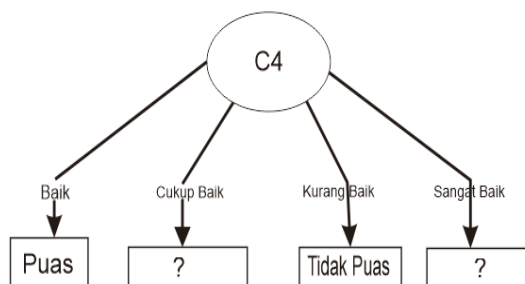 C4
Baik
Cukup Baik
Kurang Baik
Sangat Baik
Puas
?
Tidak Puas
?